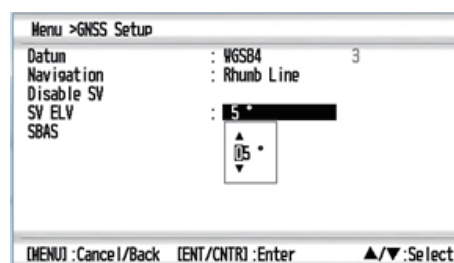 Menu >GNSS Setup
Datum : WGS84 3
Navigation : Rhumb Line
Disable SV
SV ELV : 5 °
SBAS
▲
05 °
▼
[MENU] :Cancel/Back [ENT/CNTR] :Enter ▲/▼:Select